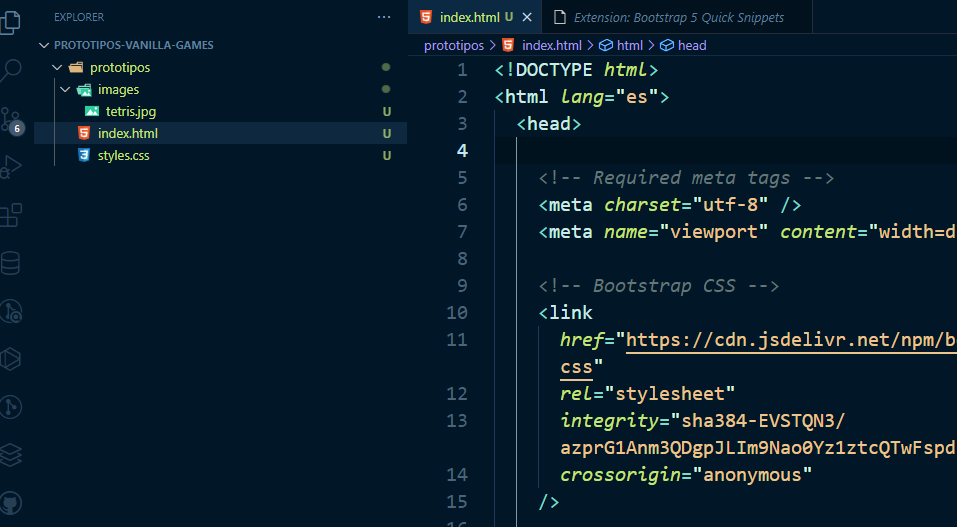 EXPLORER
PROTOTIPOS-VANILLA-GAMES
prototipos
images
tetris.jpg U
index.html U
styles.css U
6
index.html U
Extension: Bootstrap 5 Quick Snippets
prototipos > index.html > html > head
1 <!DOCTYPE html>
2 <html lang="es">
3 <head>
4
5 <!-- Required meta tags -->
6 <meta charset="utf-8" />
7 <meta name="viewport" content="width=d
8
9 <!-- Bootstrap CSS -->
10 <link
11 href="https://cdn.jsdelivr.net/npm/b
css"
12 rel="stylesheet"
13 integrity="sha384-EVSTQN3/
azprG1Anm3QDgpJLIm9Nao0Yz1ztcQTwFspd
14 crossorigin="anonymous"
15 />
16